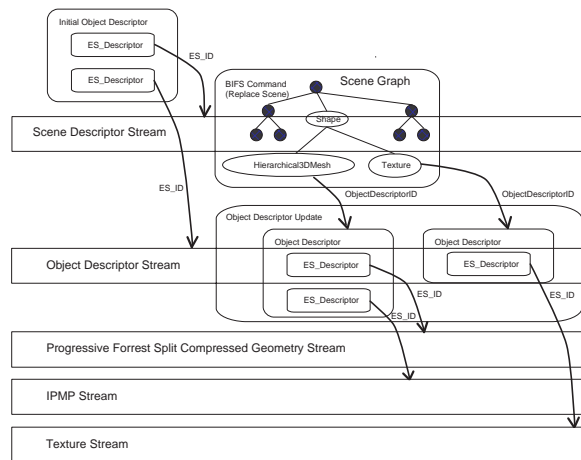 Initial Object Descriptor
ES_Descriptor
ES_Descriptor
ES_ID
BIFS Command
(Replace Scene)
Scene Graph
Shape
Scene Descriptor Stream
Hierarchical3DMesh
Texture
ES_ID
ObjectDescriptorID
ObjectDescriptorID
Object Descriptor Update
Object Descriptor
Object Descriptor
Object Descriptor Stream
ES_Descriptor
ES_Descriptor
ES_Descriptor
ES_ID
ES_ID
ES_ID
Progressive Forrest Split Compressed Geometry Stream
IPMP Stream
Texture Stream